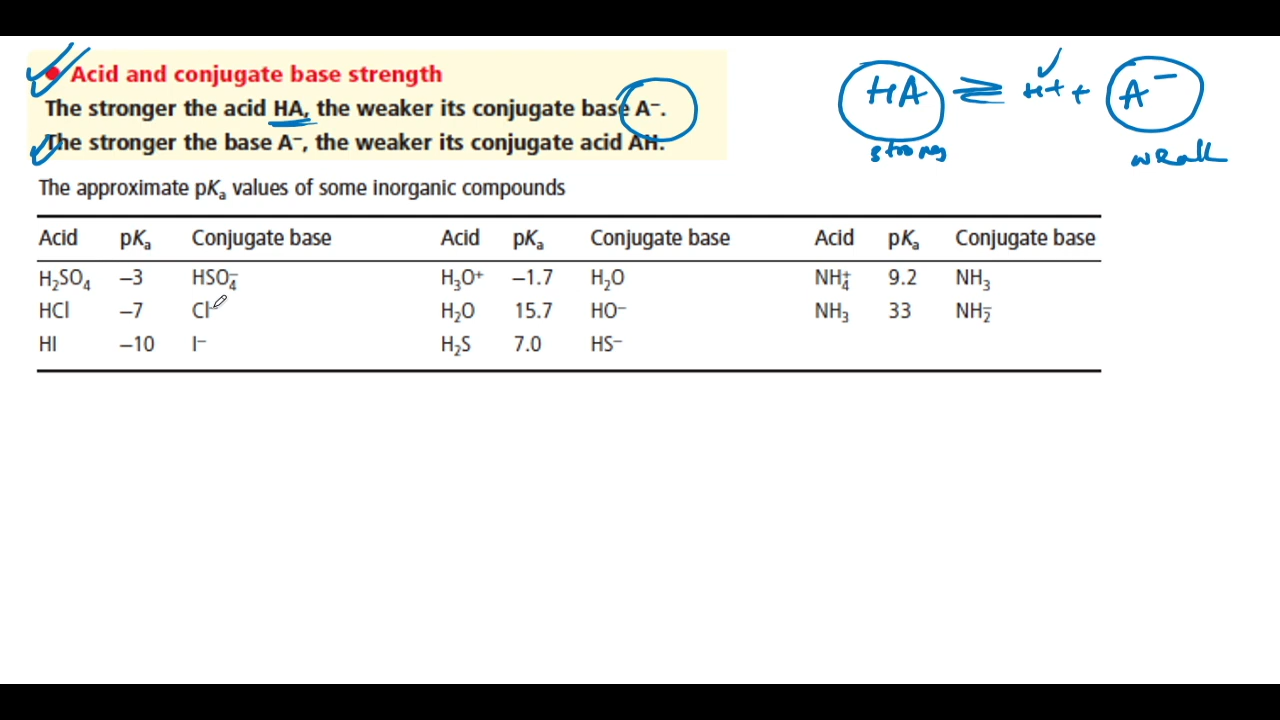 Acid and conjugate base strength
The stronger the acid HA, the weaker its conjugate base A⁻.
The stronger the base A⁻, the weaker its conjugate acid AH.
HA ⇌ H+ + A⁻
strong weak
The approximate pKₐ values of some inorganic compounds
Acid pKₐ Conjugate base Acid pKₐ Conjugate base Acid pKₐ Conjugate base
H₂SO₄ –3 HSO₄⁻ H₃O⁺ –1.7 H₂O NH₄⁺ 9.2 NH₃
HCl –7 Cl⁻ H₂O 15.7 HO⁻ NH₃ 33 NH₂⁻
HI –10 I⁻ H₂S 7.0 HS⁻